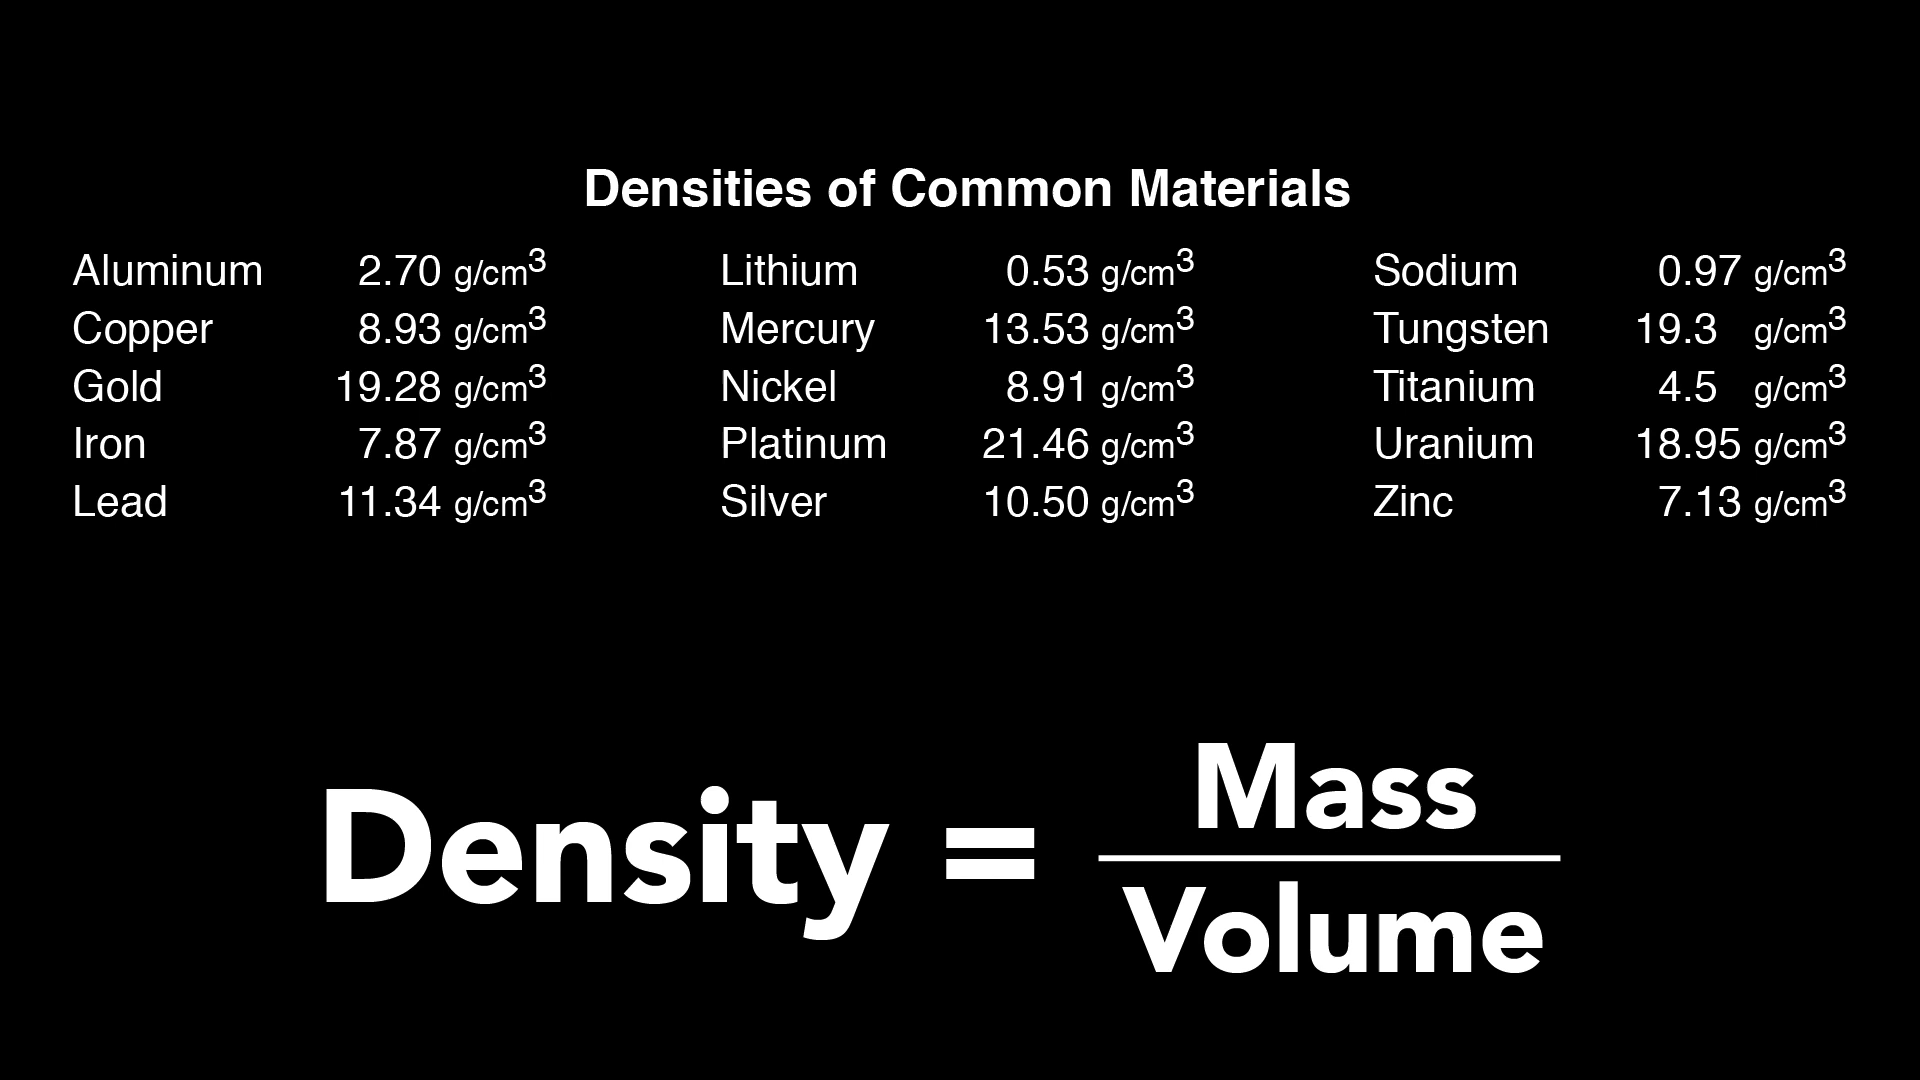 Densities of Common Materials
Aluminum 2.70 g/cm³ Lithium 0.53 g/cm³ Sodium 0.97 g/cm³
Copper 8.93 g/cm³ Mercury 13.53 g/cm³ Tungsten 19.3 g/cm³
Gold 19.28 g/cm³ Nickel 8.91 g/cm³ Titanium 4.5 g/cm³
Iron 7.87 g/cm³ Platinum 21.46 g/cm³ Uranium 18.95 g/cm³
Lead 11.34 g/cm³ Silver 10.50 g/cm³ Zinc 7.13 g/cm³
Mass
Density =
Volume